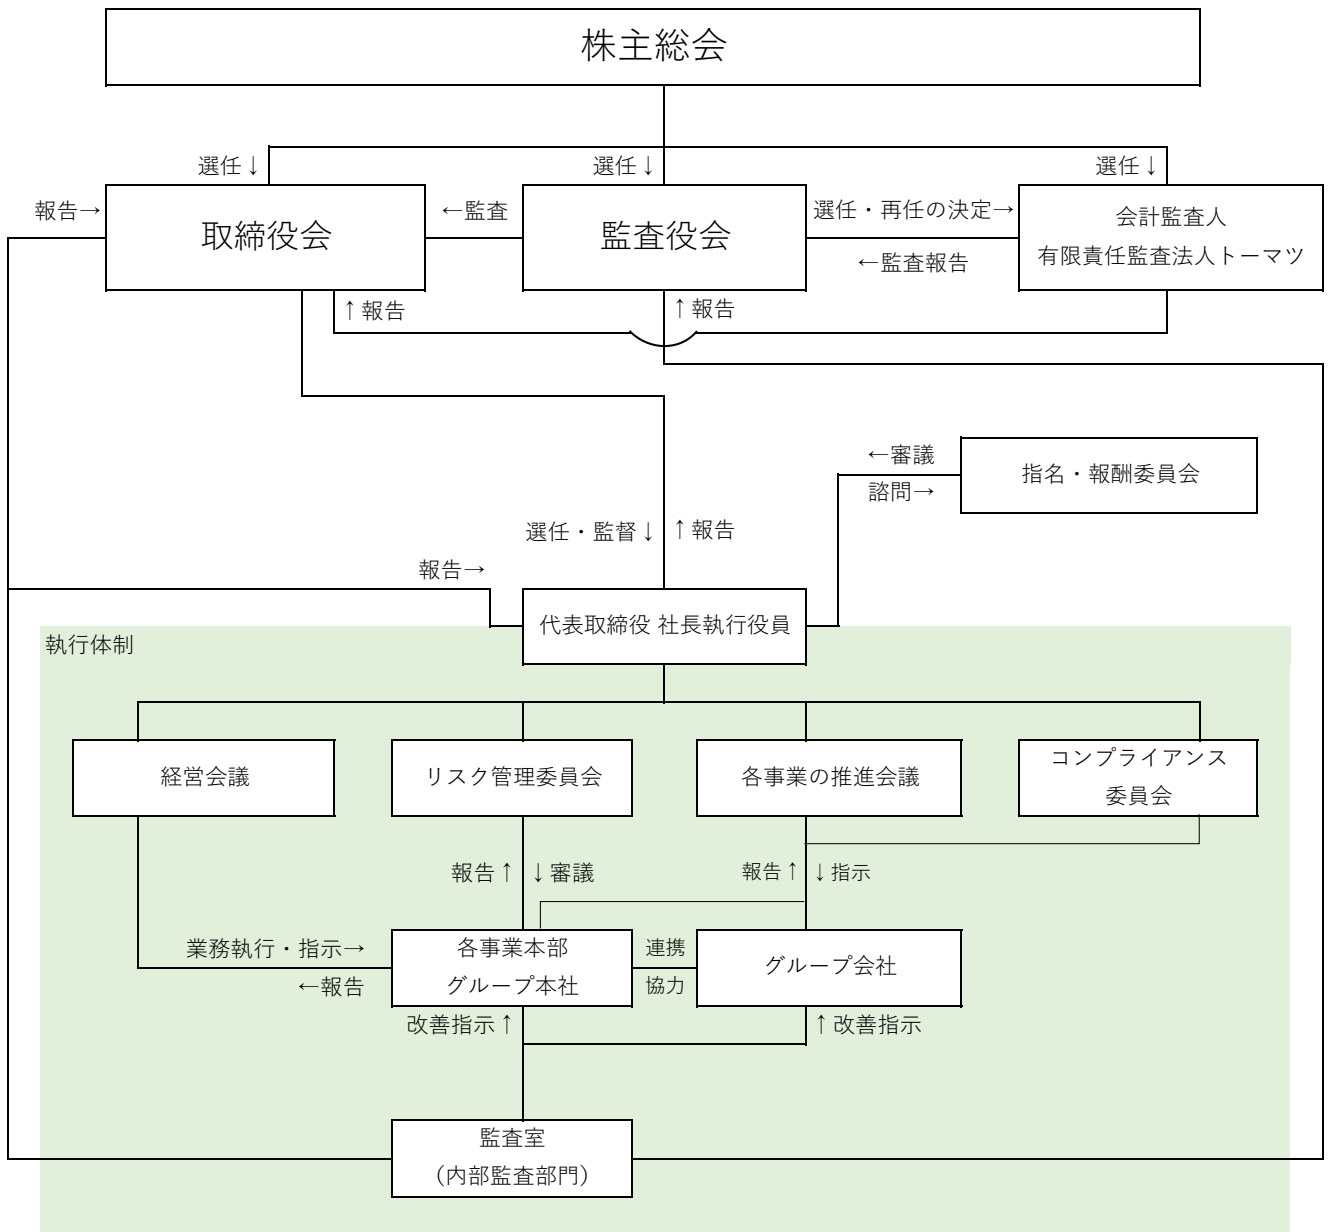 株主総会
選任↓
選任↓
選任↓
報告→
取締役会
←監査
監査役会
選任・再任の決定→
←監査報告
会計監査人
有限責任監査法人トーマツ
↑報告
↑報告
←審議
諮問→
指名・報酬委員会
選任・監督↓
↑報告
報告→
代表取締役 社長執行役員
執行体制
経営会議
リスク管理委員会
各事業の推進会議
コンプライアンス
委員会
報告↑
↓審議
報告↑
↓指示
業務執行・指示→
←報告
各事業本部
グループ本社
連携
協力
グループ会社
改善指示↑
↑改善指示
監査室
（内部監査部門）